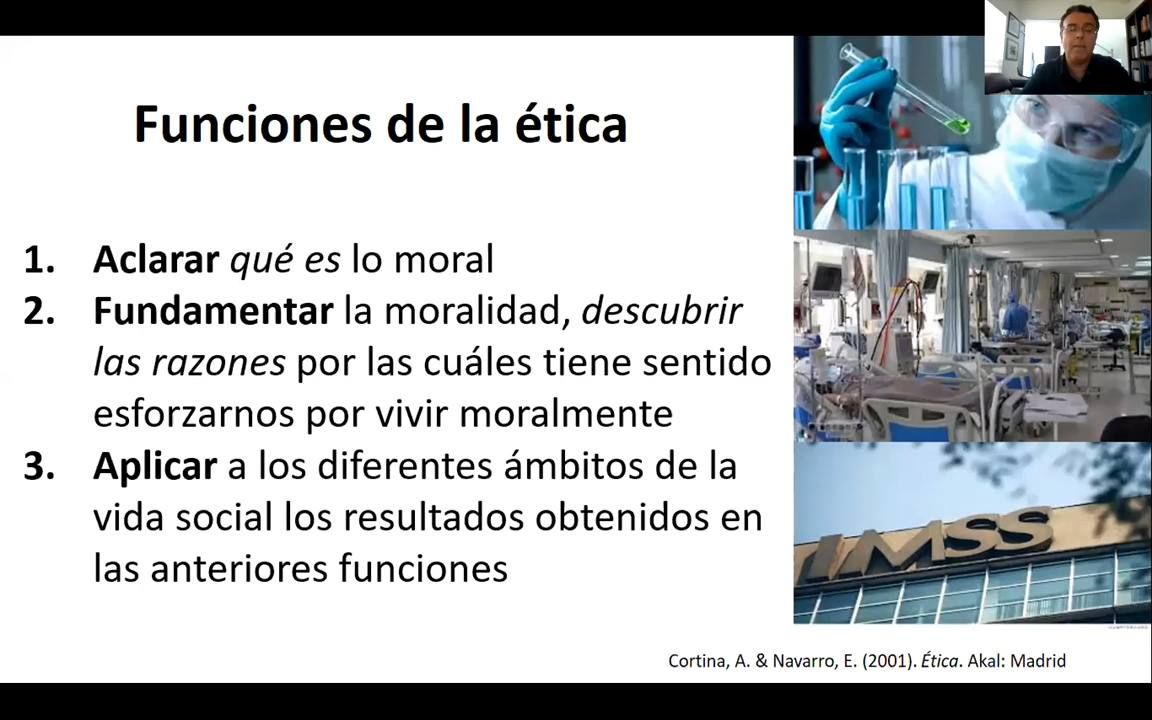 Funciones de la ética
1. Aclarar qué es lo moral
2. Fundamentar la moralidad, descubrir
las razones por las cuáles tiene sentido
esforzarnos por vivir moralmente
3. Aplicar a los diferentes ámbitos de la
vida social los resultados obtenidos en
las anteriores funciones
IMSS
Cortina, A. & Navarro, E. (2001). Ética. Akal: Madrid